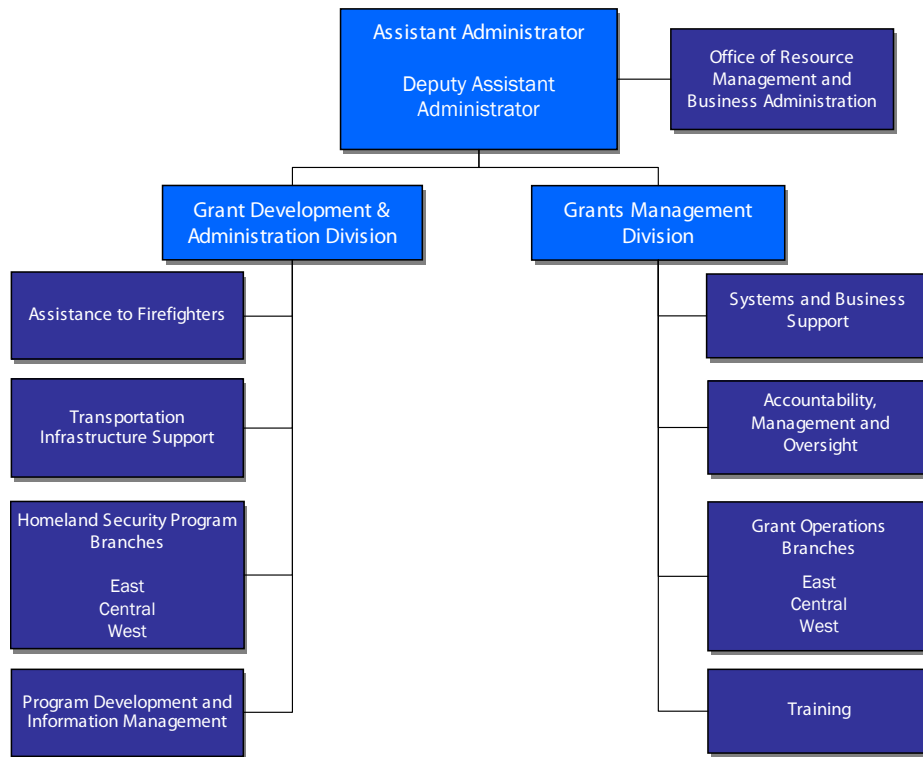 Assistant Administrator
Deputy Assistant
Administrator
Office of Resource
Management and
Business Administration
Grant Development &
Administration Division
Grants Management
Division
Assistance to Firefighters
Transportation
Infrastructure Support
Homeland Security Program
Branches
East
Central
West
Program Development and
Information Management
Systems and Business
Support
Accountability,
Management and
Oversight
Grant Operations
Branches
East
Central
West
Training